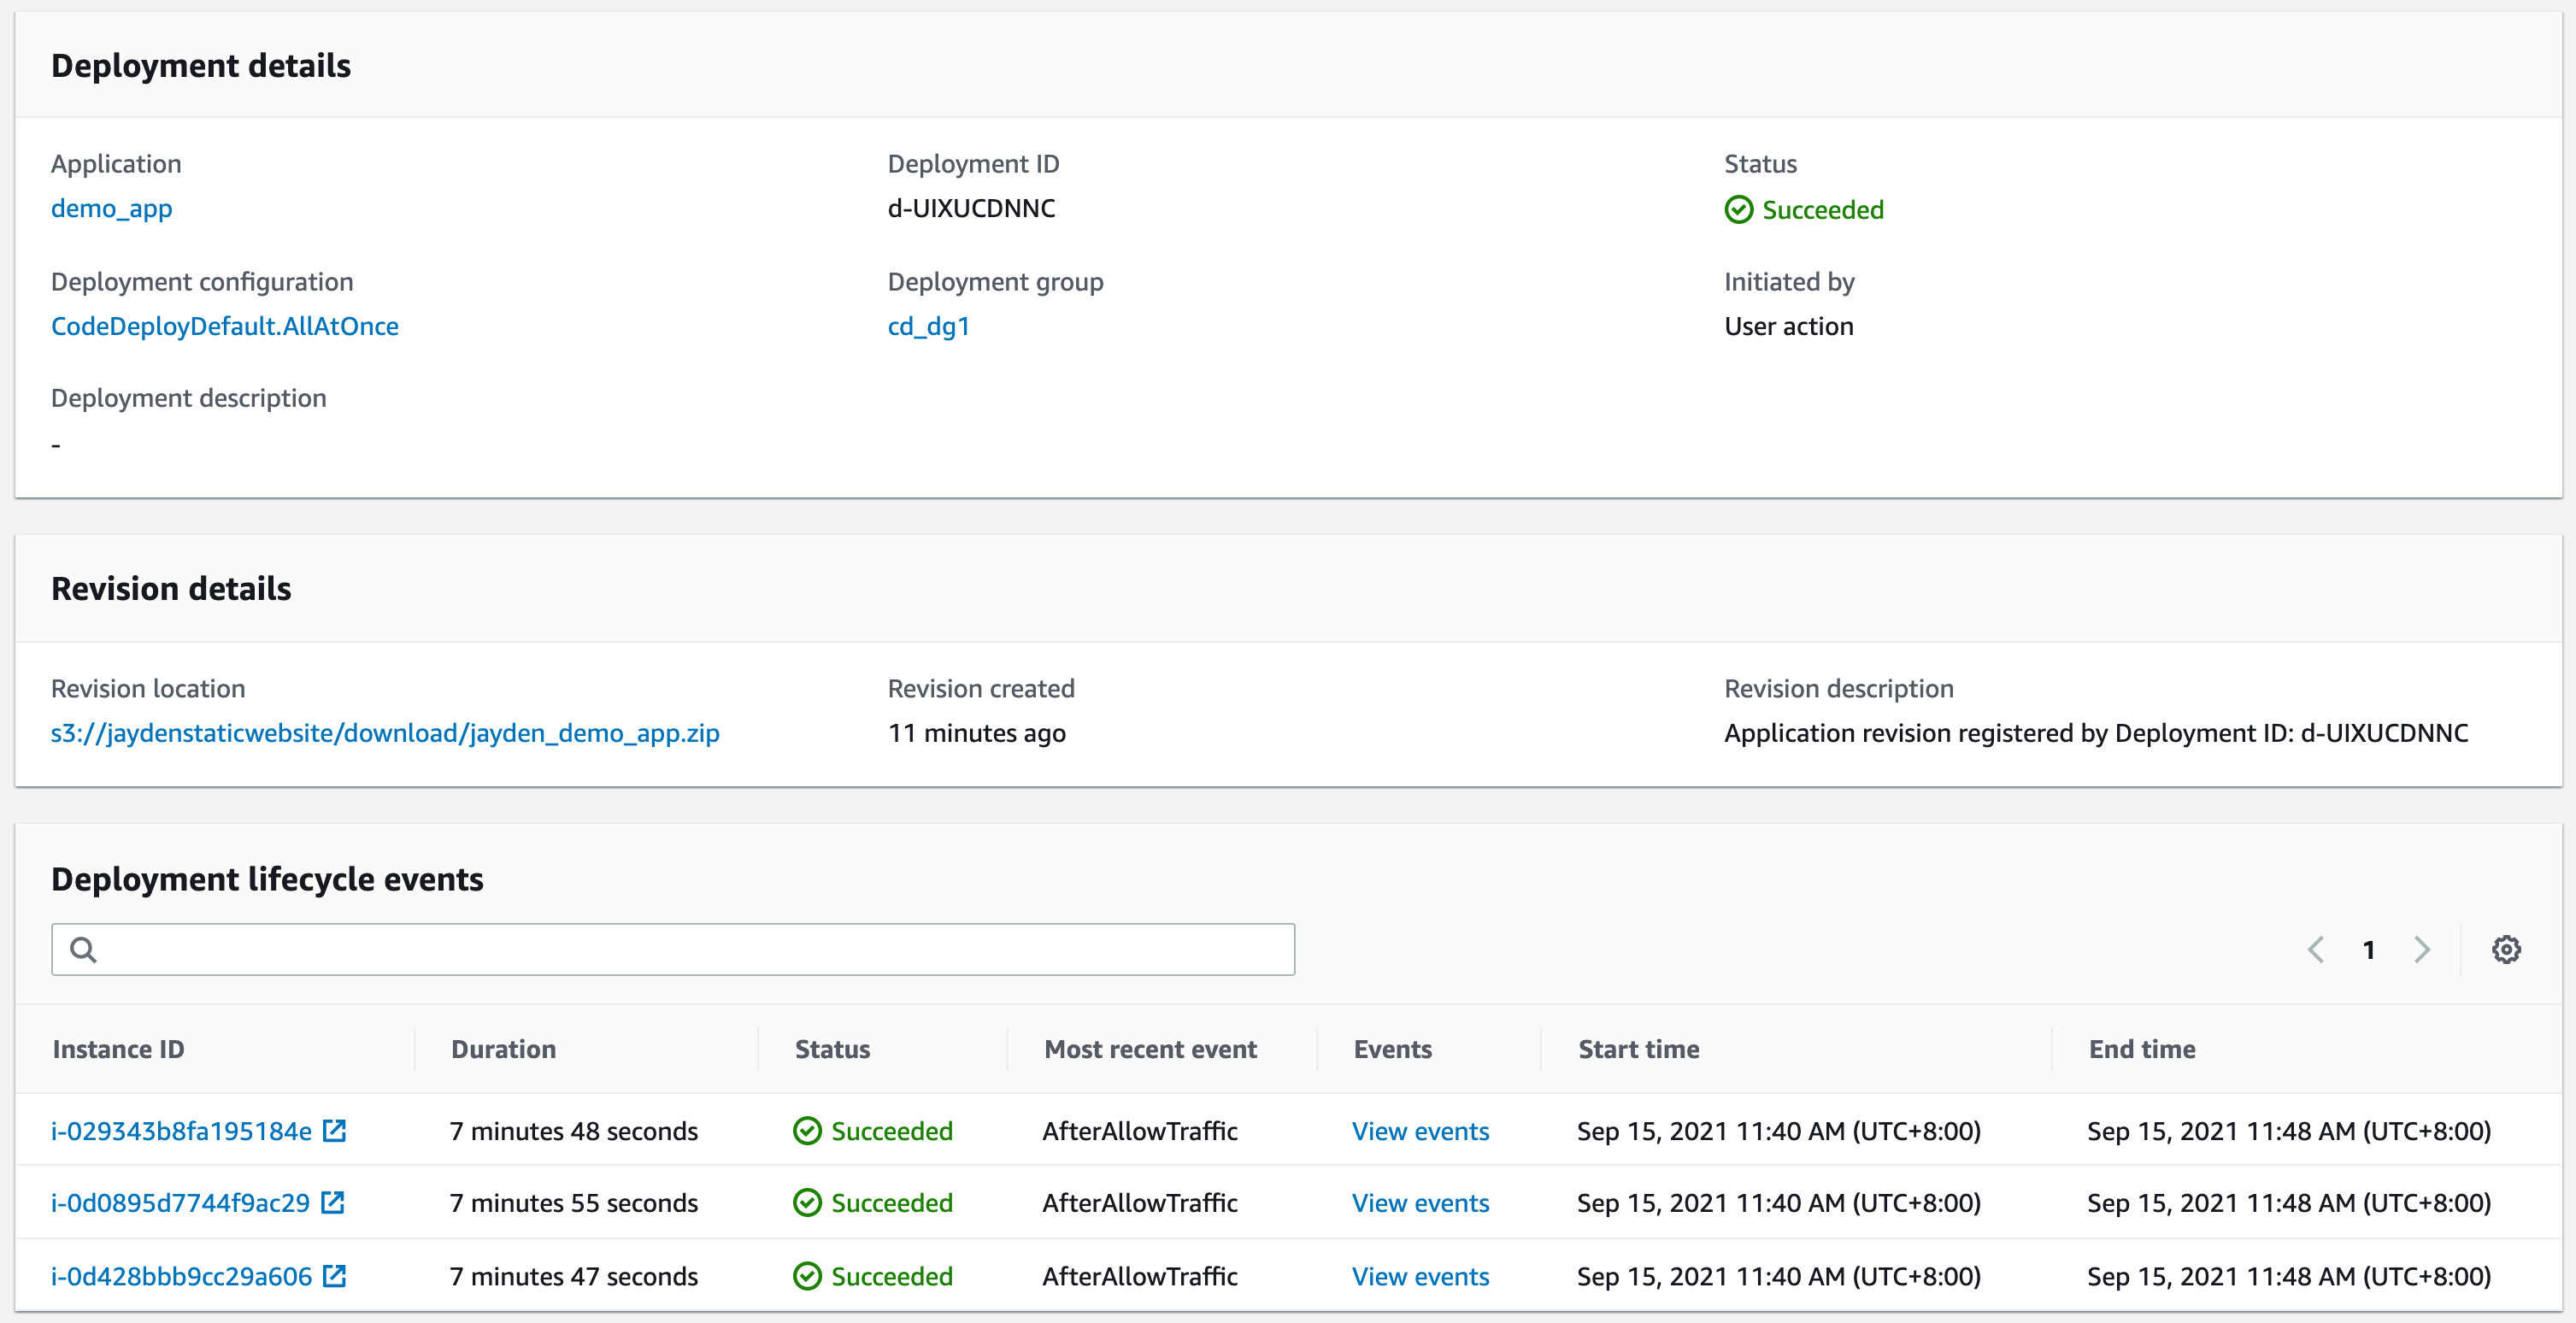 Deployment details
Application
Deployment ID
Status
demo_app
d-UIXUCDNNC
Succeeded
Deployment configuration
Deployment group
Initiated by
CodeDeployDefault.AllAtOnce
cd_dg1
User action
Deployment description
-
Revision details
Revision location
Revision created
Revision description
s3://jaydenstaticwebsite/download/jayden_demo_app.zip
11 minutes ago
Application revision registered by Deployment ID: d-UIXUCDNNC
Deployment lifecycle events
1
Instance ID Duration Status Most recent event Events Start time End time
i-029343b8fa195184e 7 minutes 48 seconds Succeeded AfterAllowTraffic View events Sep 15, 2021 11:40 AM (UTC+8:00) Sep 15, 2021 11:48 AM (UTC+8:00)
i-0d0895d7744f9ac29 7 minutes 55 seconds Succeeded AfterAllowTraffic View events Sep 15, 2021 11:40 AM (UTC+8:00) Sep 15, 2021 11:48 AM (UTC+8:00)
i-0d428bbb9cc29a606 7 minutes 47 seconds Succeeded AfterAllowTraffic View events Sep 15, 2021 11:40 AM (UTC+8:00) Sep 15, 2021 11:48 AM (UTC+8:00)